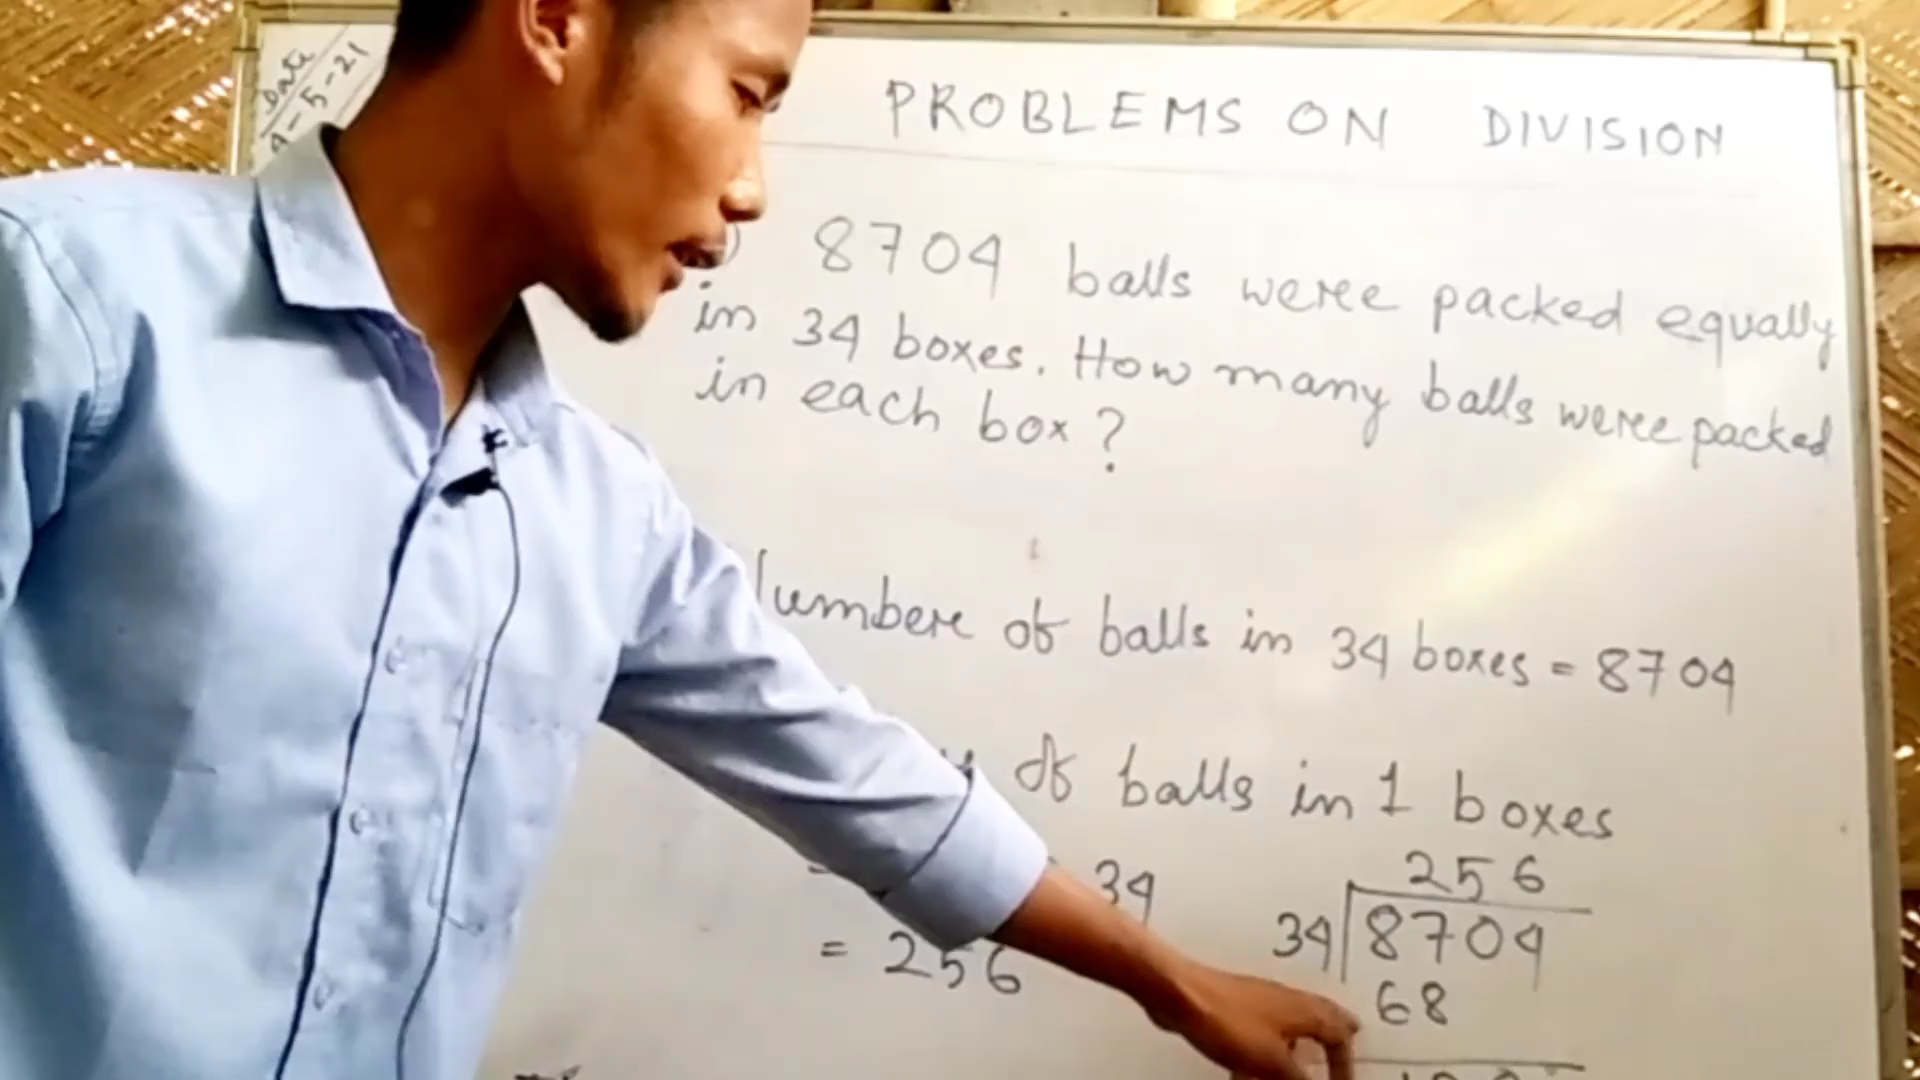 Date
4-5-21
PROBLEMS ON DIVISION
) 8704 balls were packed equally
in 34 boxes. How many balls were packed
in each box?
umber of balls in 34 boxes = 8704
of balls in 1 boxes
34
= 256
256
34 8704
68